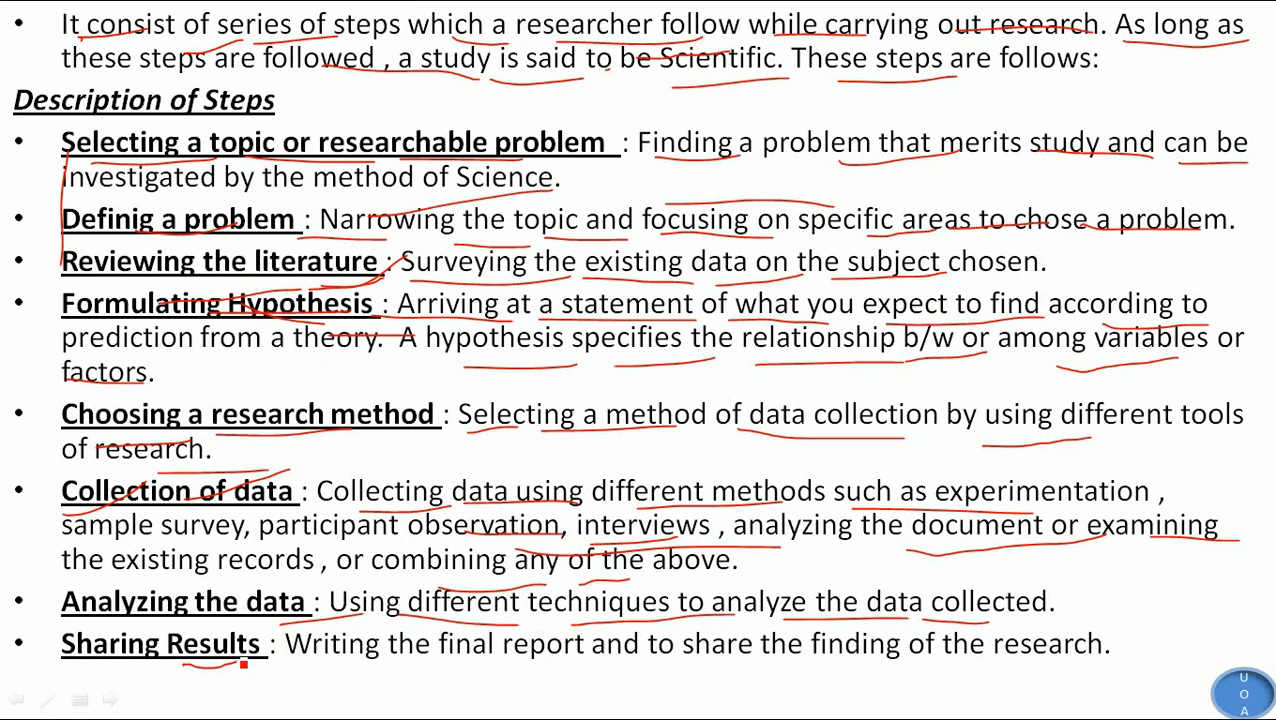 • It consist of series of steps which a researcher follow while carrying out research. As long as
these steps are followed , a study is said to be Scientific. These steps are follows:
Description of Steps
• Selecting a topic or researchable problem : Finding a problem that merits study and can be
investigated by the method of Science.
• Definig a problem : Narrowing the topic and focusing on specific areas to chose a problem.
• Reviewing the literature : Surveying the existing data on the subject chosen.
• Formulating Hypothesis : Arriving at a statement of what you expect to find according to
prediction from a theory. A hypothesis specifies the relationship b/w or among variables or
factors.
• Choosing a research method : Selecting a method of data collection by using different tools
of research.
• Collection of data : Collecting data using different methods such as experimentation ,
sample survey, participant observation, interviews , analyzing the document or examining
the existing records , or combining any of the above.
• Analyzing the data : Using different techniques to analyze the data collected.
• Sharing Results : Writing the final report and to share the finding of the research.
U
O
A